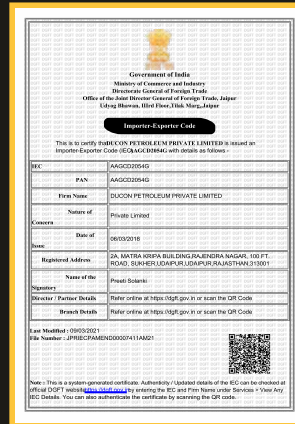 Government of India
Ministry of Commerce and Industry
Directorate General of Foreign Trade
Office of the Joint Director General of Foreign Trade, Jaipur
Udyog Bhawan, IIIrd Floor,Tilak Marg,,Jaipur
Importer-Exporter Code
This is to certify thatDUCON PETROLEUM PRIVATE LIMITED is issued an
Importer-Exporter Code (IEC)AAGCD2054G with details as follows -
IEC AAGCD2054G
PAN AAGCD2054G
Firm Name DUCON PETROLEUM PRIVATE LIMITED
Nature of
Concern Private Limited
Date of
Issue 06/03/2018
Registered Address 2A, MATRA KRIPA BUILDING,RAJENDRA NAGAR, 100 FT.
ROAD, SUKHER,UDAIPUR,UDAIPUR,RAJASTHAN,313001
Name of the
Signatory Preeti Solanki
Director / Partner Details Refer online at https://dgft.gov.in or scan the QR Code
Branch Details Refer online at https://dgft.gov.in or scan the QR Code
Last Modified : 09/03/2021
File Number : JPRIECPAMEND00007411AM21
Note : This is a system-generated certificate. Authenticity / Updated details of the IEC can be checked at
official DGFT website https://dgft.gov.in by entering the IEC and Firm Name under Services > View Any
IEC Details. You can also authenticate the certificate by scanning the QR code.